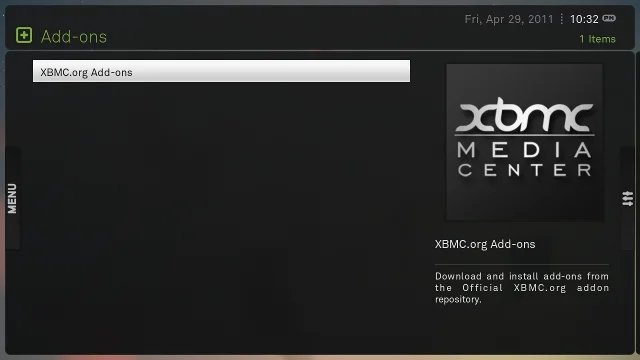 Fri, Apr 29, 2011 10:32 PM
Add-ons
1 Items
XBMC.org Add-ons
xbmc
MEDIA
CENTER
MENU
XBMC.org Add-ons
Download and install add-ons from
the Official XBMC.org addon
repository.